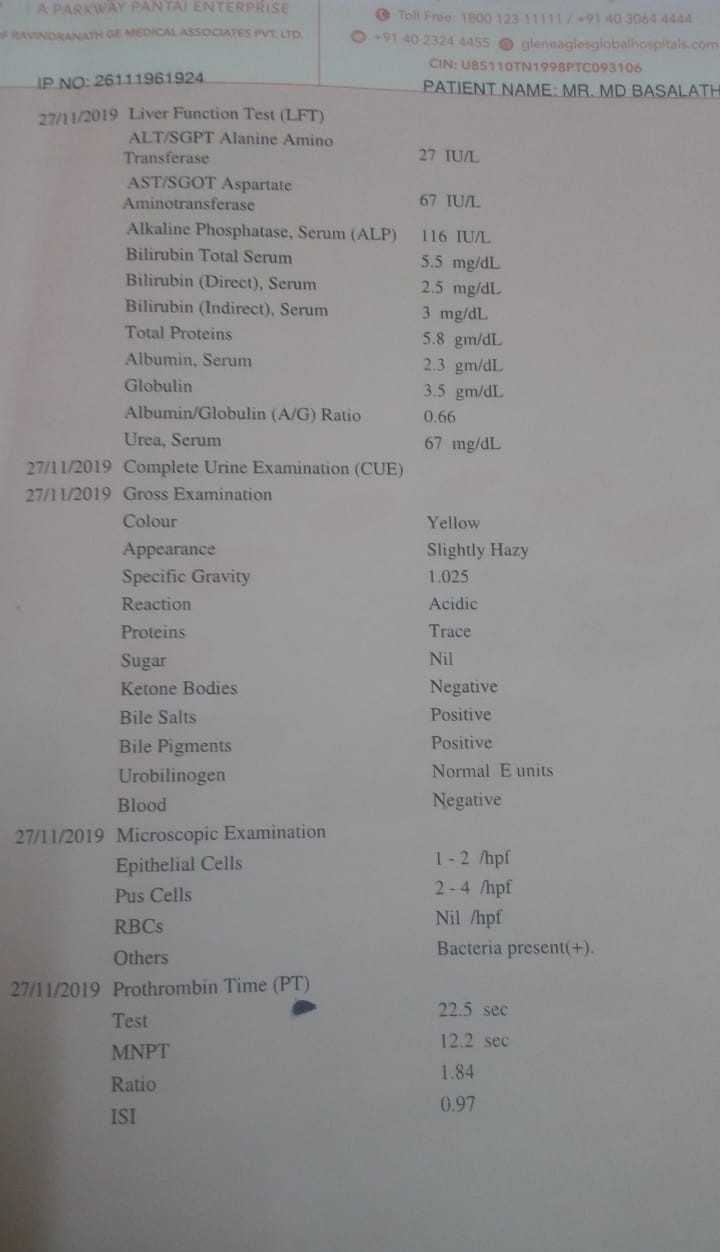 A PARKWAY PANTAI ENTERPRISE
OF RAVINDRANATH GE MEDICAL ASSOCIATES PVT. LTD.
Toll Free: 1800 123 11111 / +91 40 3064 4444
+91 40 2324 4455 gleneaglesglobalhospitals.com
CIN: U85110TN1998PTC093106
IP NO: 26111961924
PATIENT NAME: MR. MD BASALATH
27/11/2019 Liver Function Test (LFT)
ALT/SGPT Alanine Amino
Transferase 27 IU/L
AST/SGOT Aspartate
Aminotransferase 67 IU/L
Alkaline Phosphatase, Serum (ALP) 116 IU/L
Bilirubin Total Serum 5.5 mg/dL
Bilirubin (Direct), Serum 2.5 mg/dL
Bilirubin (Indirect), Serum 3 mg/dL
Total Proteins 5.8 gm/dL
Albumin, Serum 2.3 gm/dL
Globulin 3.5 gm/dL
Albumin/Globulin (A/G) Ratio 0.66
Urea, Serum 67 mg/dL
27/11/2019 Complete Urine Examination (CUE)
27/11/2019 Gross Examination
Colour Yellow
Appearance Slightly Hazy
Specific Gravity 1.025
Reaction Acidic
Proteins Trace
Sugar Nil
Ketone Bodies Negative
Bile Salts Positive
Bile Pigments Positive
Urobilinogen Normal E units
Blood Negative
27/11/2019 Microscopic Examination
Epithelial Cells 1 - 2 /hpf
Pus Cells 2 - 4 /hpf
RBCs Nil /hpf
Others Bacteria present(+).
27/11/2019 Prothrombin Time (PT)
Test 22.5 sec
MNPT 12.2 sec
Ratio 1.84
ISI 0.97